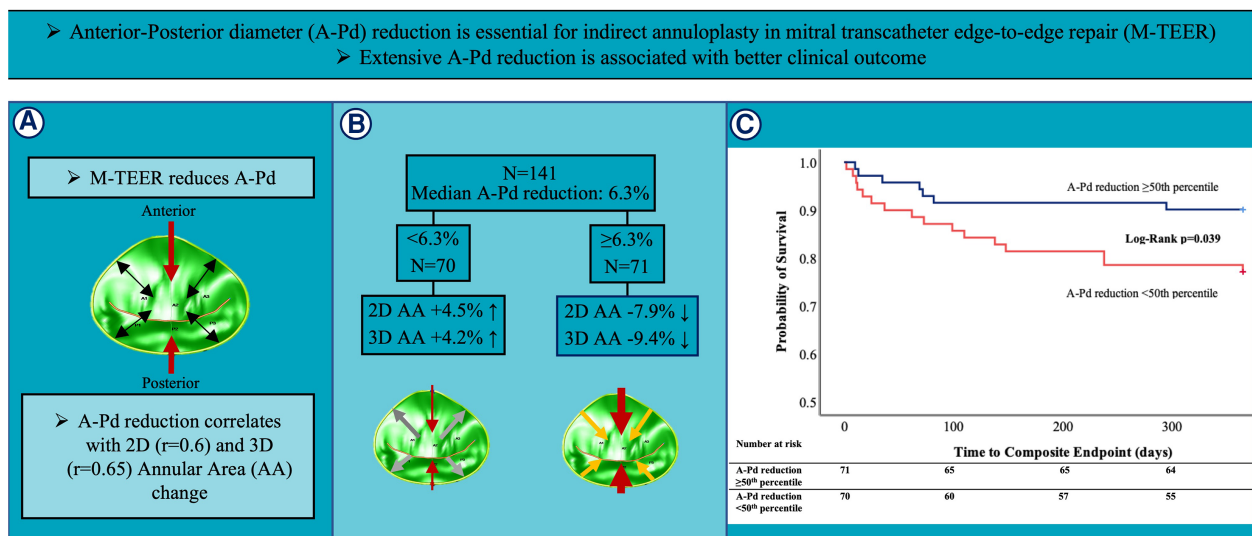 ➢ Anterior-Posterior diameter (A-Pd) reduction is essential for indirect annuloplasty in mitral transcatheter edge-to-edge repair (M-TEER)
➢ Extensive A-Pd reduction is associated with better clinical outcome
A
➢ M-TEER reduces A-Pd
Anterior
A1
A2
A3
P1
P2
P3
Posterior
➢ A-Pd reduction correlates
with 2D (r=0.6) and 3D
(r=0.65) Annular Area (AA)
change
B
N=141
Median A-Pd reduction: 6.3%
<6.3%
N=70
≥6.3%
N=71
2D AA +4.5% ↑
3D AA +4.2% ↑
2D AA -7.9% ↓
3D AA -9.4% ↓
C
Probability of Survival
1.0
0.9
0.8
0.7
0.6
0.5
A-Pd reduction ≥50th percentile
Log-Rank p=0.039
A-Pd reduction <50th percentile
0 100 200 300
Number at risk
Time to Composite Endpoint (days)
A-Pd reduction
≥50th percentile
71 65 65 64
A-Pd reduction
<50th percentile
70 60 57 55